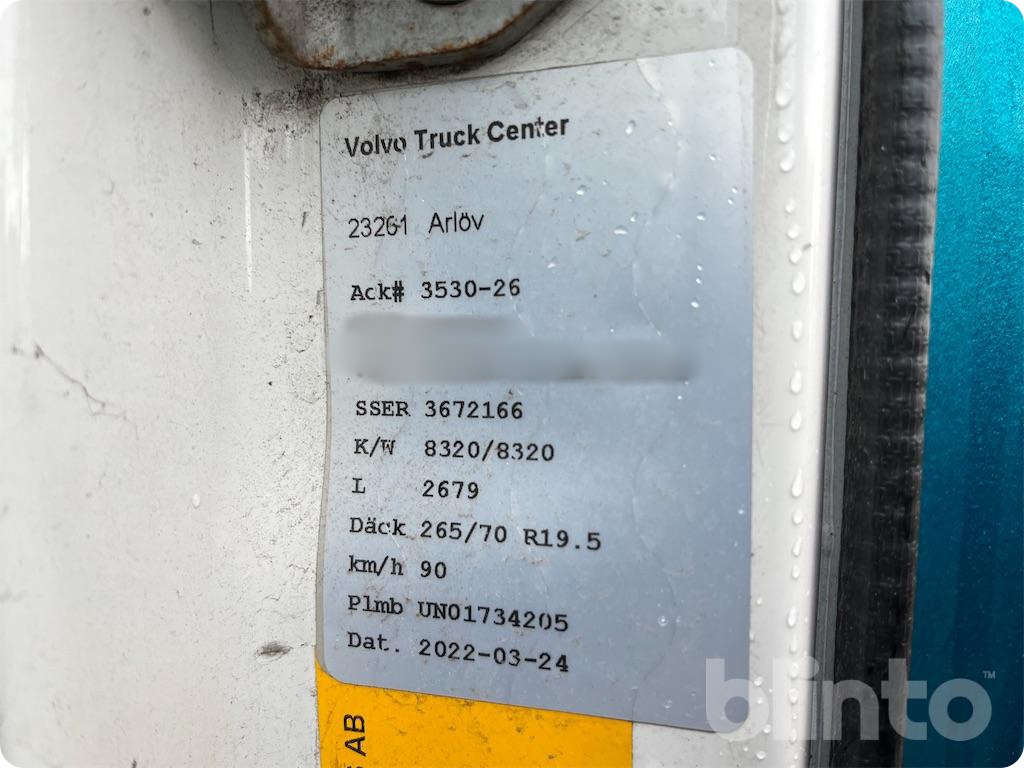 Volvo Truck Center
23261 Arlöv
Ack# 3530-26
SSER 3672166
K/W 8320/8320
L 2679
Däck 265/70 R19.5
km/h 90
Plmb UN01734205
Dat. 2022-03-24
AB
blinto™